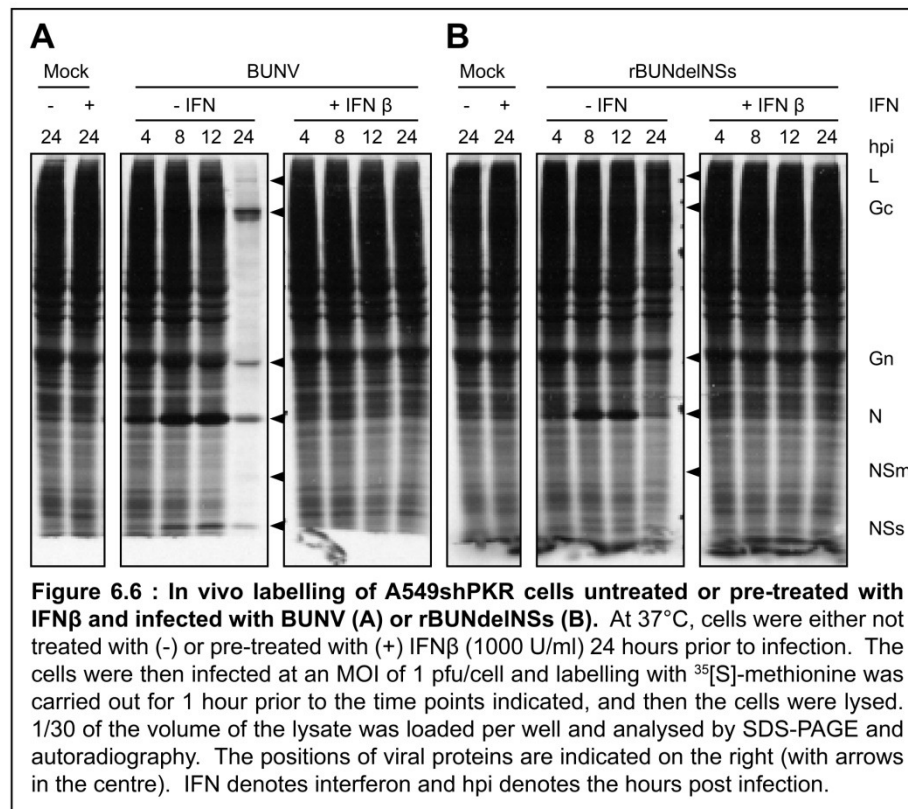 A B
Mock BUNV Mock rBUNdelNSs
- + - IFN + IFN β - + - IFN + IFN β IFN
24 24 4 8 12 24 4 8 12 24 24 24 4 8 12 24 4 8 12 24 hpi
L
Gc
Gn
N
NSm
NSs
Figure 6.6 : In vivo labelling of A549shPKR cells untreated or pre-treated with
IFNβ and infected with BUNV (A) or rBUNdelNSs (B). At 37°C, cells were either not
treated with (-) or pre-treated with (+) IFNβ (1000 U/ml) 24 hours prior to infection. The
cells were then infected at an MOI of 1 pfu/cell and labelling with ³⁵[S]-methionine was
carried out for 1 hour prior to the time points indicated, and then the cells were lysed.
1/30 of the volume of the lysate was loaded per well and analysed by SDS-PAGE and
autoradiography. The positions of viral proteins are indicated on the right (with arrows
in the centre). IFN denotes interferon and hpi denotes the hours post infection.